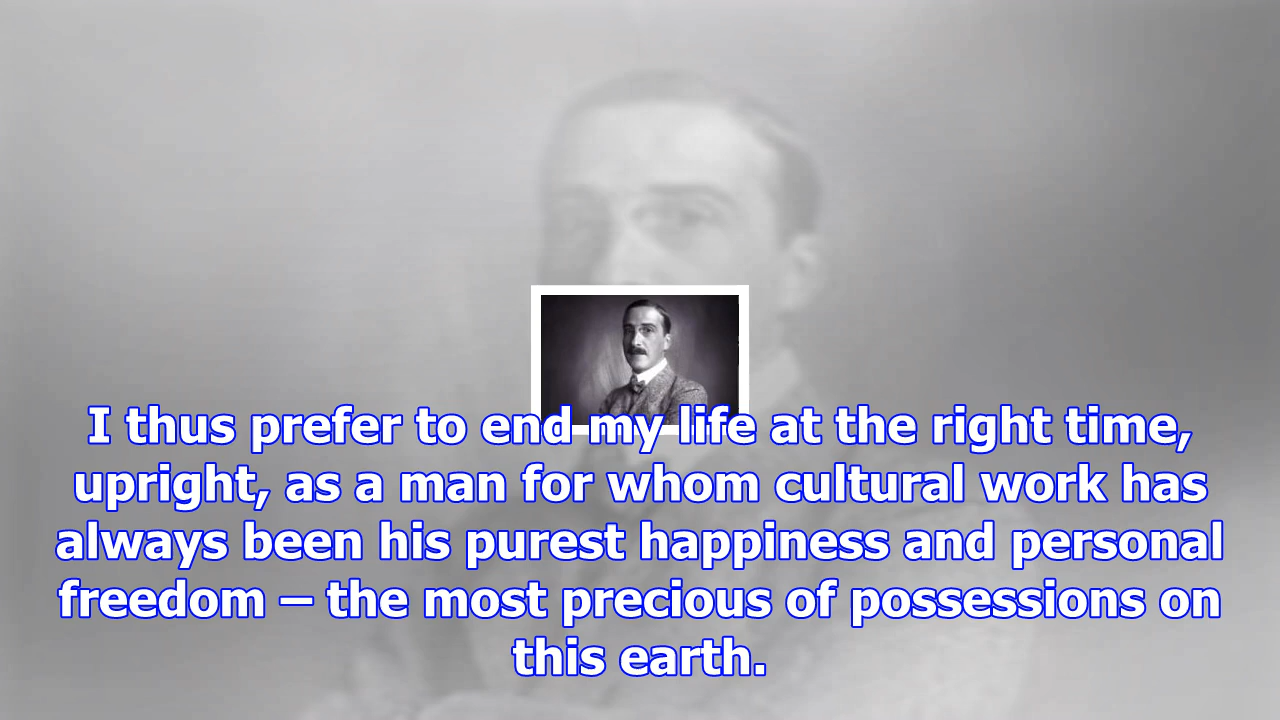 I thus prefer to end my life at the right time,
upright, as a man for whom cultural work has
always been his purest happiness and personal
freedom – the most precious of possessions on
this earth.